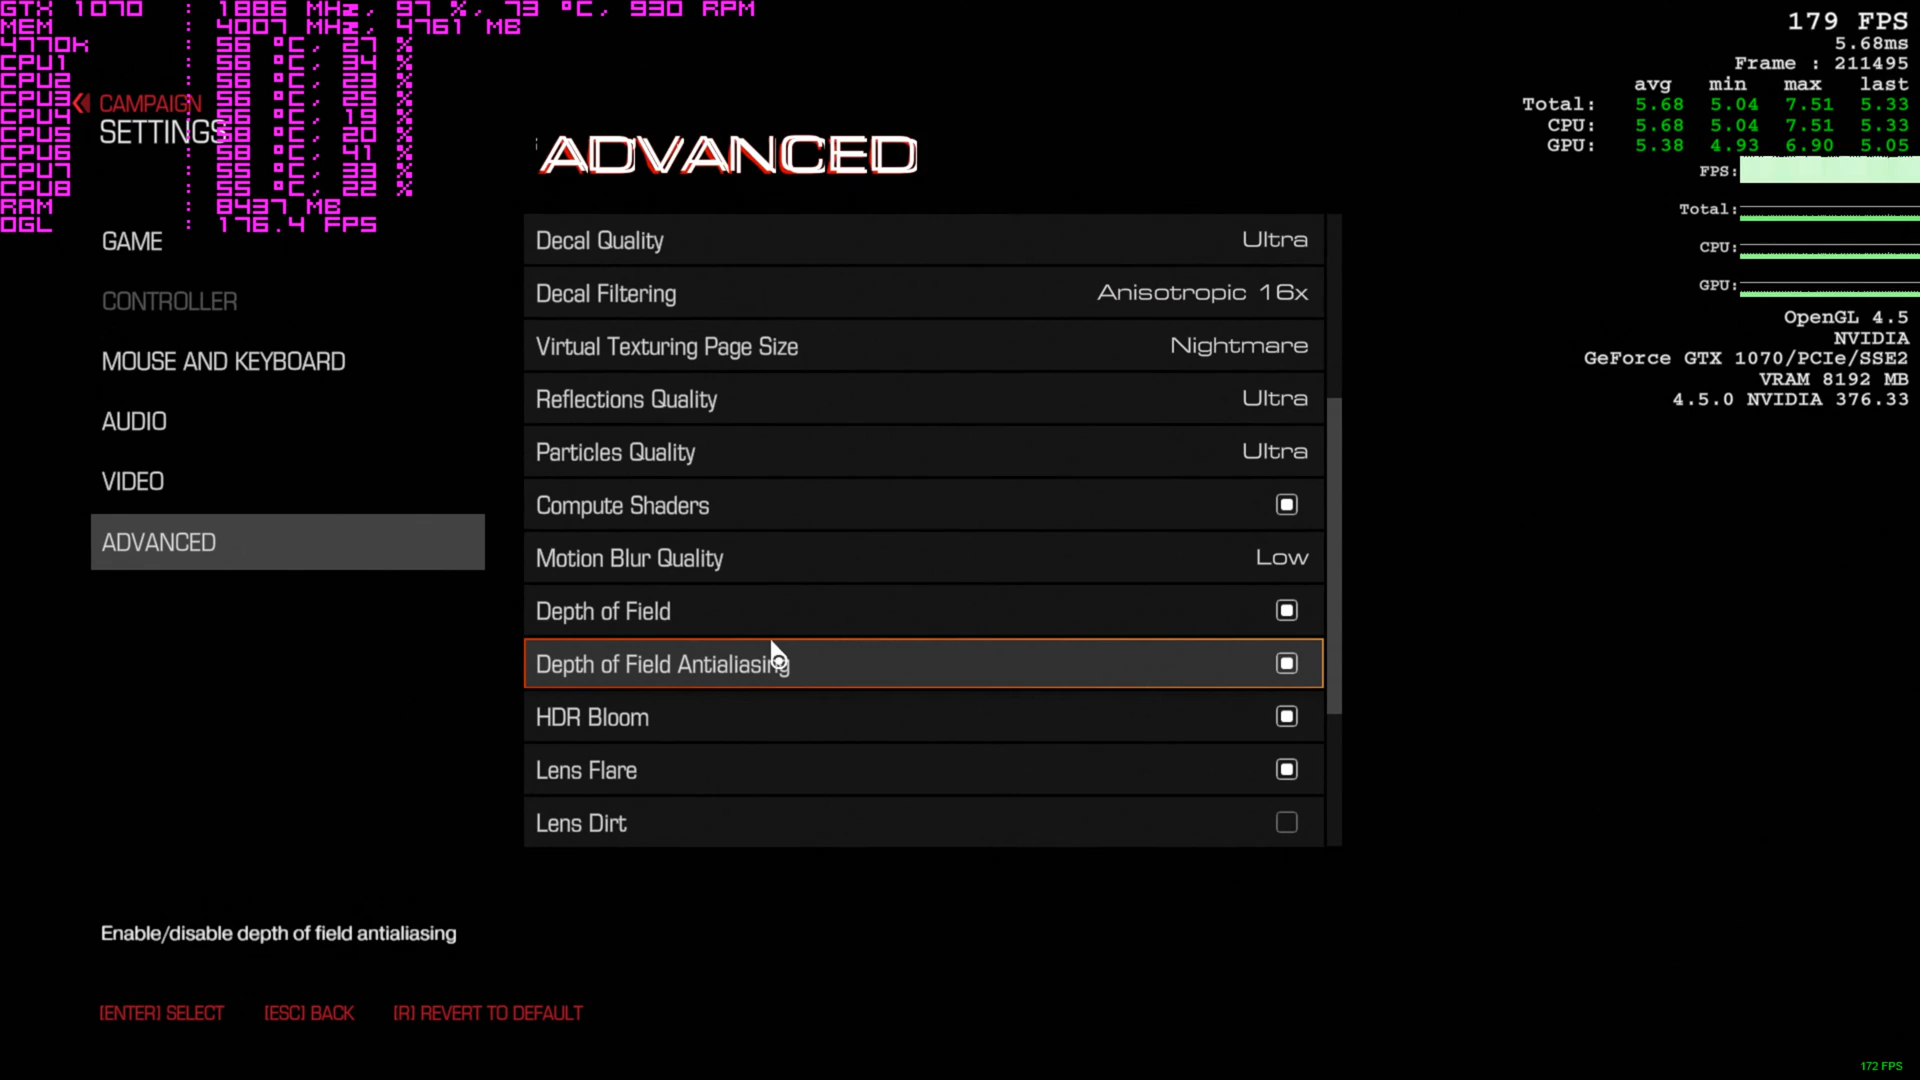 GTX 1070 : 1886 MHz, 97 %, 73 °C, 930 RPM
MEM : 4007 MHz, 4761 MB
4770K : 56 °C, 27 %
CPU1 : 56 °C, 34 %
CPU2 : 56 °C, 23 %
CPU3 : 56 °C, 25 %
CPU4 : 56 °C, 19 %
CPU5 : 58 °C, 20 %
CPU6 : 58 °C, 41 %
CPU7 : 55 °C, 33 %
CPU8 : 55 °C, 22 %
RAM : 8437 MB
OGL : 176.4 FPS
179 FPS
5.68ms
Frame : 211495
avg min max last
Total: 5.68 5.04 7.51 5.33
CPU: 5.68 5.04 7.51 5.33
GPU: 5.38 4.93 6.90 5.05
FPS:
Total:
CPU:
GPU:
OpenGL 4.5
NVIDIA
GeForce GTX 1070/PCIe/SSE2
VRAM 8192 MB
4.5.0 NVIDIA 376.33
CAMPAIGN
SETTINGS
GAME
CONTROLLER
MOUSE AND KEYBOARD
AUDIO
VIDEO
ADVANCED
ADVANCED
Decal Quality Ultra
Decal Filtering Anisotropic 16x
Virtual Texturing Page Size Nightmare
Reflections Quality Ultra
Particles Quality Ultra
Compute Shaders
Motion Blur Quality Low
Depth of Field
Depth of Field Antialiasing
HDR Bloom
Lens Flare
Lens Dirt
Enable/disable depth of field antialiasing
[ENTER] SELECT [ESC] BACK [R] REVERT TO DEFAULT
172 FPS